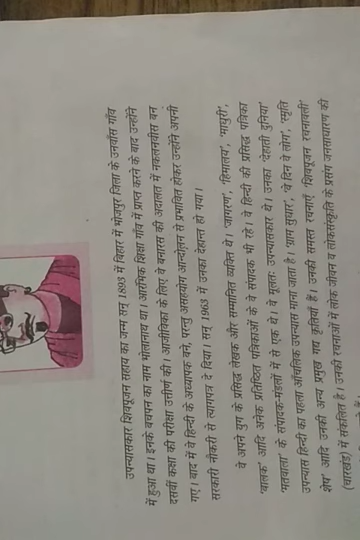 उपन्यासकार शिवपूजन सहाय का जन्म सन् 1893 में बिहार में भोजपुर जिला के उनवाँस गाँव
में हुआ था। इनके बचपन का नाम भोलानाथ था। आरंभिक शिक्षा गाँव में प्राप्त करने के बाद उन्होंने
दसवीं कक्षा की परीक्षा उत्तीर्ण की। आजीविका के लिए वे बनारस की अदालत में नकलनवीस बन
गए। बाद में वे हिन्दी के अध्यापक बने, परन्तु असहयोग आन्दोलन से प्रभावित होकर उन्होंने अपनी
सरकारी नौकरी से त्यागपत्र दे दिया। सन् 1963 में उनका देहान्त हो गया।
वे अपने युग के प्रसिद्ध लेखक और सम्मानित व्यक्ति थे। 'जागरण', 'हिमालय', 'माधुरी',
'बालक' आदि अनेक प्रतिष्ठित पत्रिकाओं के वे संपादक भी रहे। वे हिन्दी की प्रसिद्ध पत्रिका
'मतवाला' के संपादक-मंडल में भी रहे थे। वे मूलतः उपन्यासकार थे। उनका 'देहाती दुनिया'
उपन्यास हिन्दी का पहला आंचलिक उपन्यास माना जाता है। 'ग्राम सुधार', 'वे दिन वे लोग', 'स्मृति
शेष' आदि उनकी अन्य प्रमुख गद्य कृतियाँ हैं। उनकी समस्त रचनाएँ 'शिवपूजन रचनावली'
(चार खंड) में संकलित हैं। उनकी रचनाओं में लोक जीवन व लोकसंस्कृति के प्रसंग जनसाधारण की